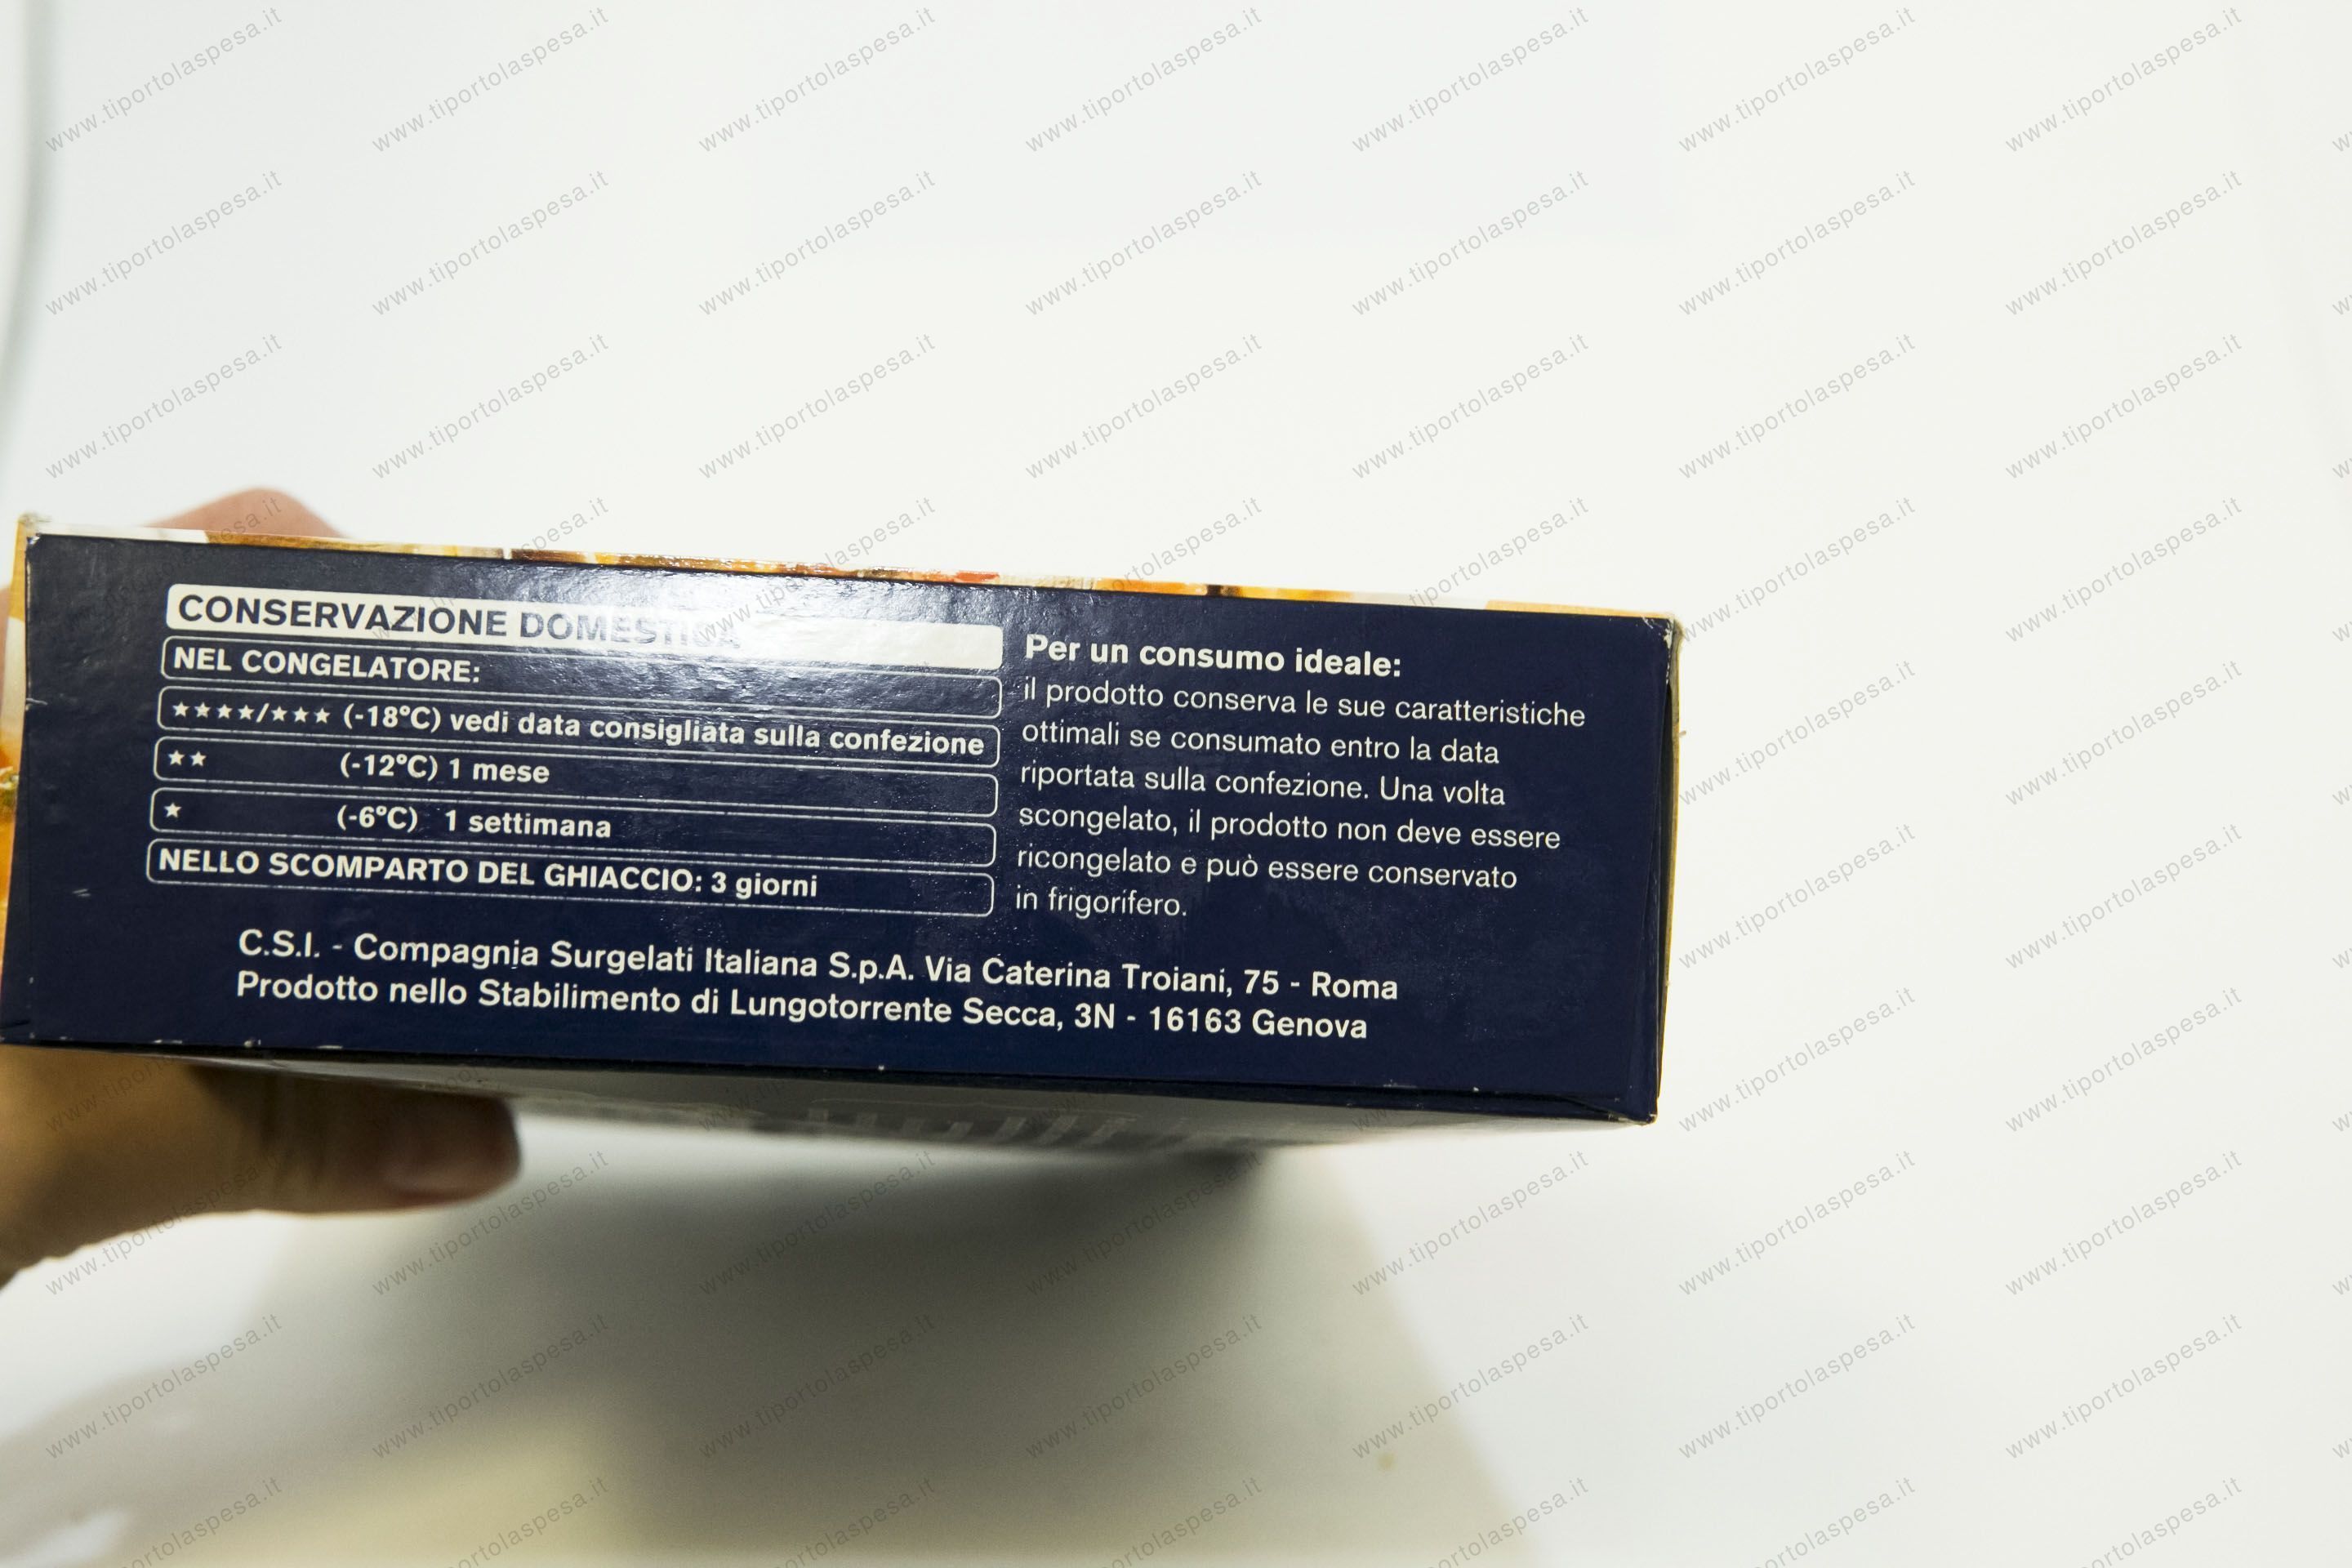 CONSERVAZIONE DOMESTICA
NEL CONGELATORE:
★★★★/★★★ (-18°C) vedi data consigliata sulla confezione
★★ (-12°C) 1 mese
★ (-6°C) 1 settimana
NELLO SCOMPARTO DEL GHIACCIO: 3 giorni
Per un consumo ideale:
il prodotto conserva le sue caratteristiche
ottimali se consumato entro la data
riportata sulla confezione. Una volta
scongelato, il prodotto non deve essere
ricongelato e può essere conservato
in frigorifero.
C.S.I. - Compagnia Surgelati Italiana S.p.A. Via Caterina Troiani, 75 - Roma
Prodotto nello Stabilimento di Lungotorrente Secca, 3N - 16163 Genova
www.tiportolaspesa.it